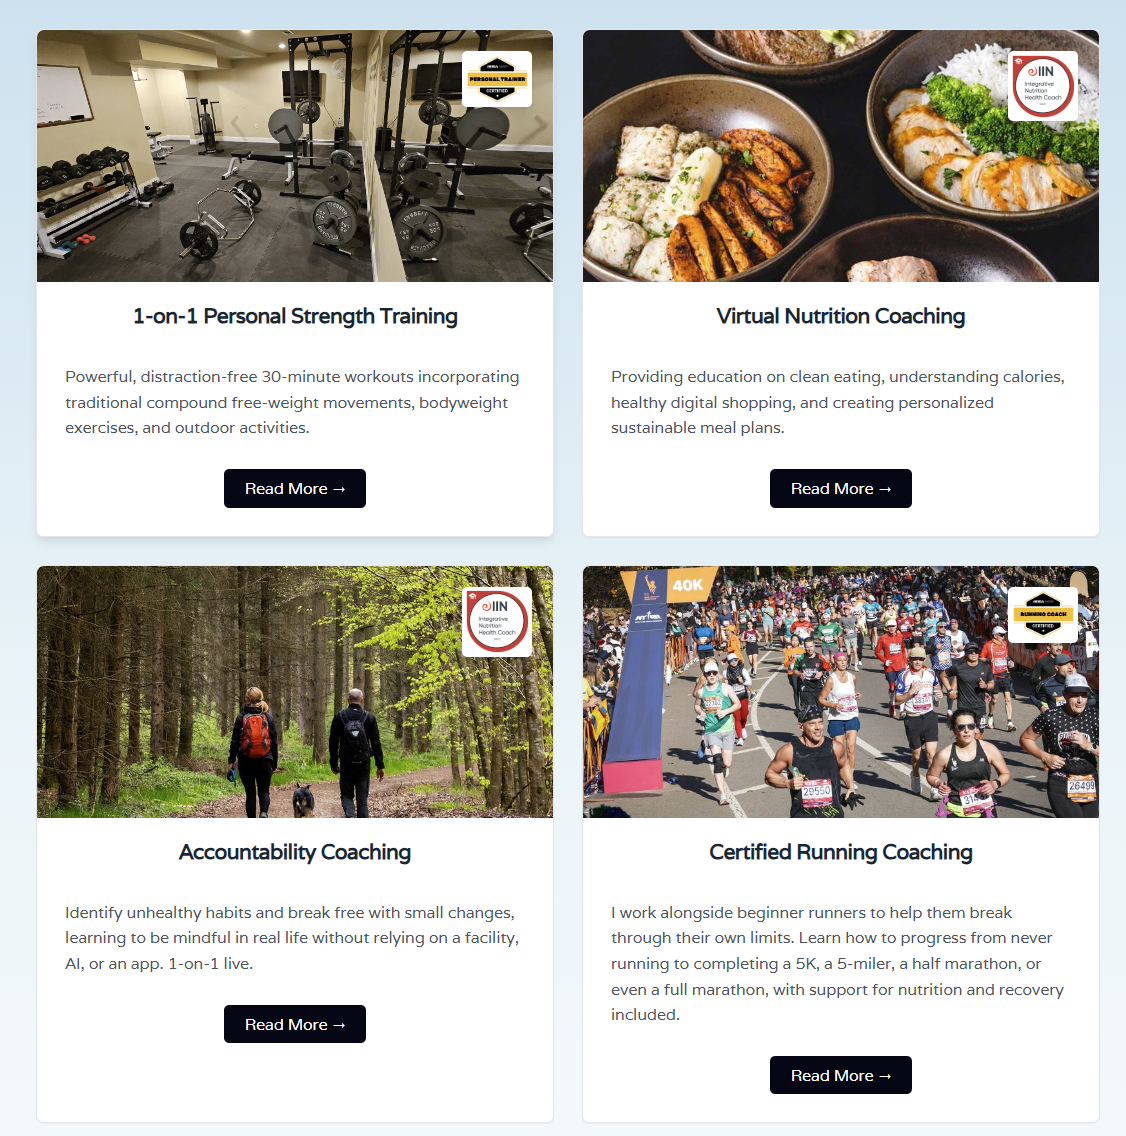 PERSONAL TRAINER
CERTIFIED
IIN
Integrative
Nutrition
Health Coach
1-on-1 Personal Strength Training
Powerful, distraction-free 30-minute workouts incorporating
traditional compound free-weight movements, bodyweight
exercises, and outdoor activities.
Read More →
Virtual Nutrition Coaching
Providing education on clean eating, understanding calories,
healthy digital shopping, and creating personalized
sustainable meal plans.
Read More →
IIN
Integrative
Nutrition
Health Coach
40K
RUNNING COACH
CERTIFIED
29550
26499
Accountability Coaching
Identify unhealthy habits and break free with small changes,
learning to be mindful in real life without relying on a facility,
AI, or an app. 1-on-1 live.
Read More →
Certified Running Coaching
I work alongside beginner runners to help them break
through their own limits. Learn how to progress from never
running to completing a 5K, a 5-miler, a half marathon, or
even a full marathon, with support for nutrition and recovery
included.
Read More →